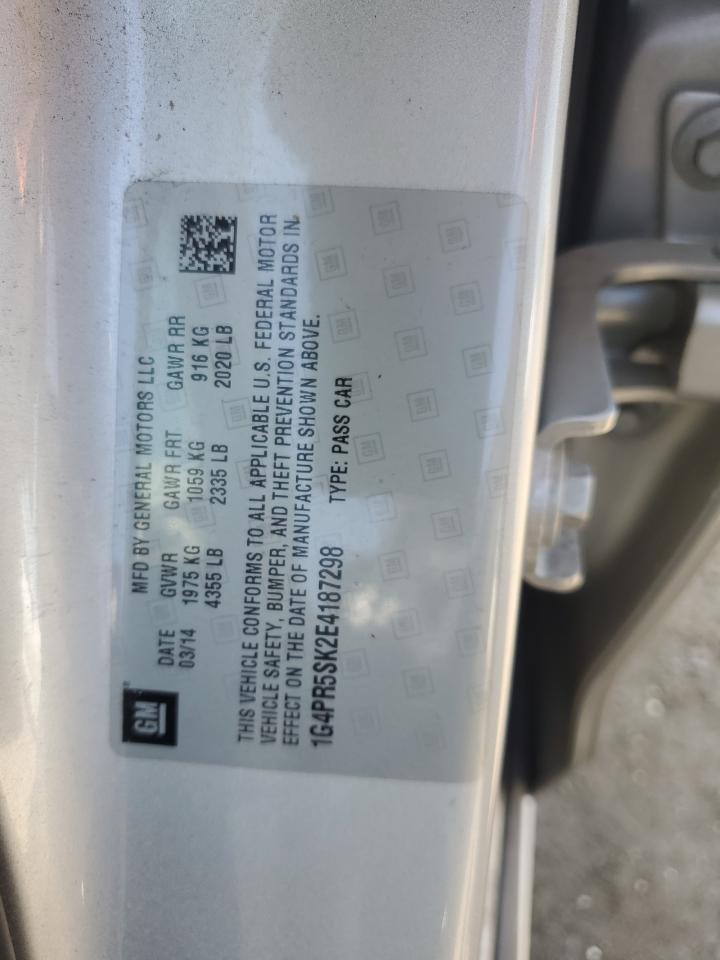 GM
MFD BY GENERAL MOTORS LLC
DATE GVWR GAWR FRT GAWR RR
03/14 1975 KG 1059 KG 916 KG
4355 LB 2335 LB 2020 LB
THIS VEHICLE CONFORMS TO ALL APPLICABLE U.S. FEDERAL MOTOR
VEHICLE SAFETY, BUMPER, AND THEFT PREVENTION STANDARDS IN
EFFECT ON THE DATE OF MANUFACTURE SHOWN ABOVE.
1G4PR5SK2E4187298 TYPE: PASS CAR